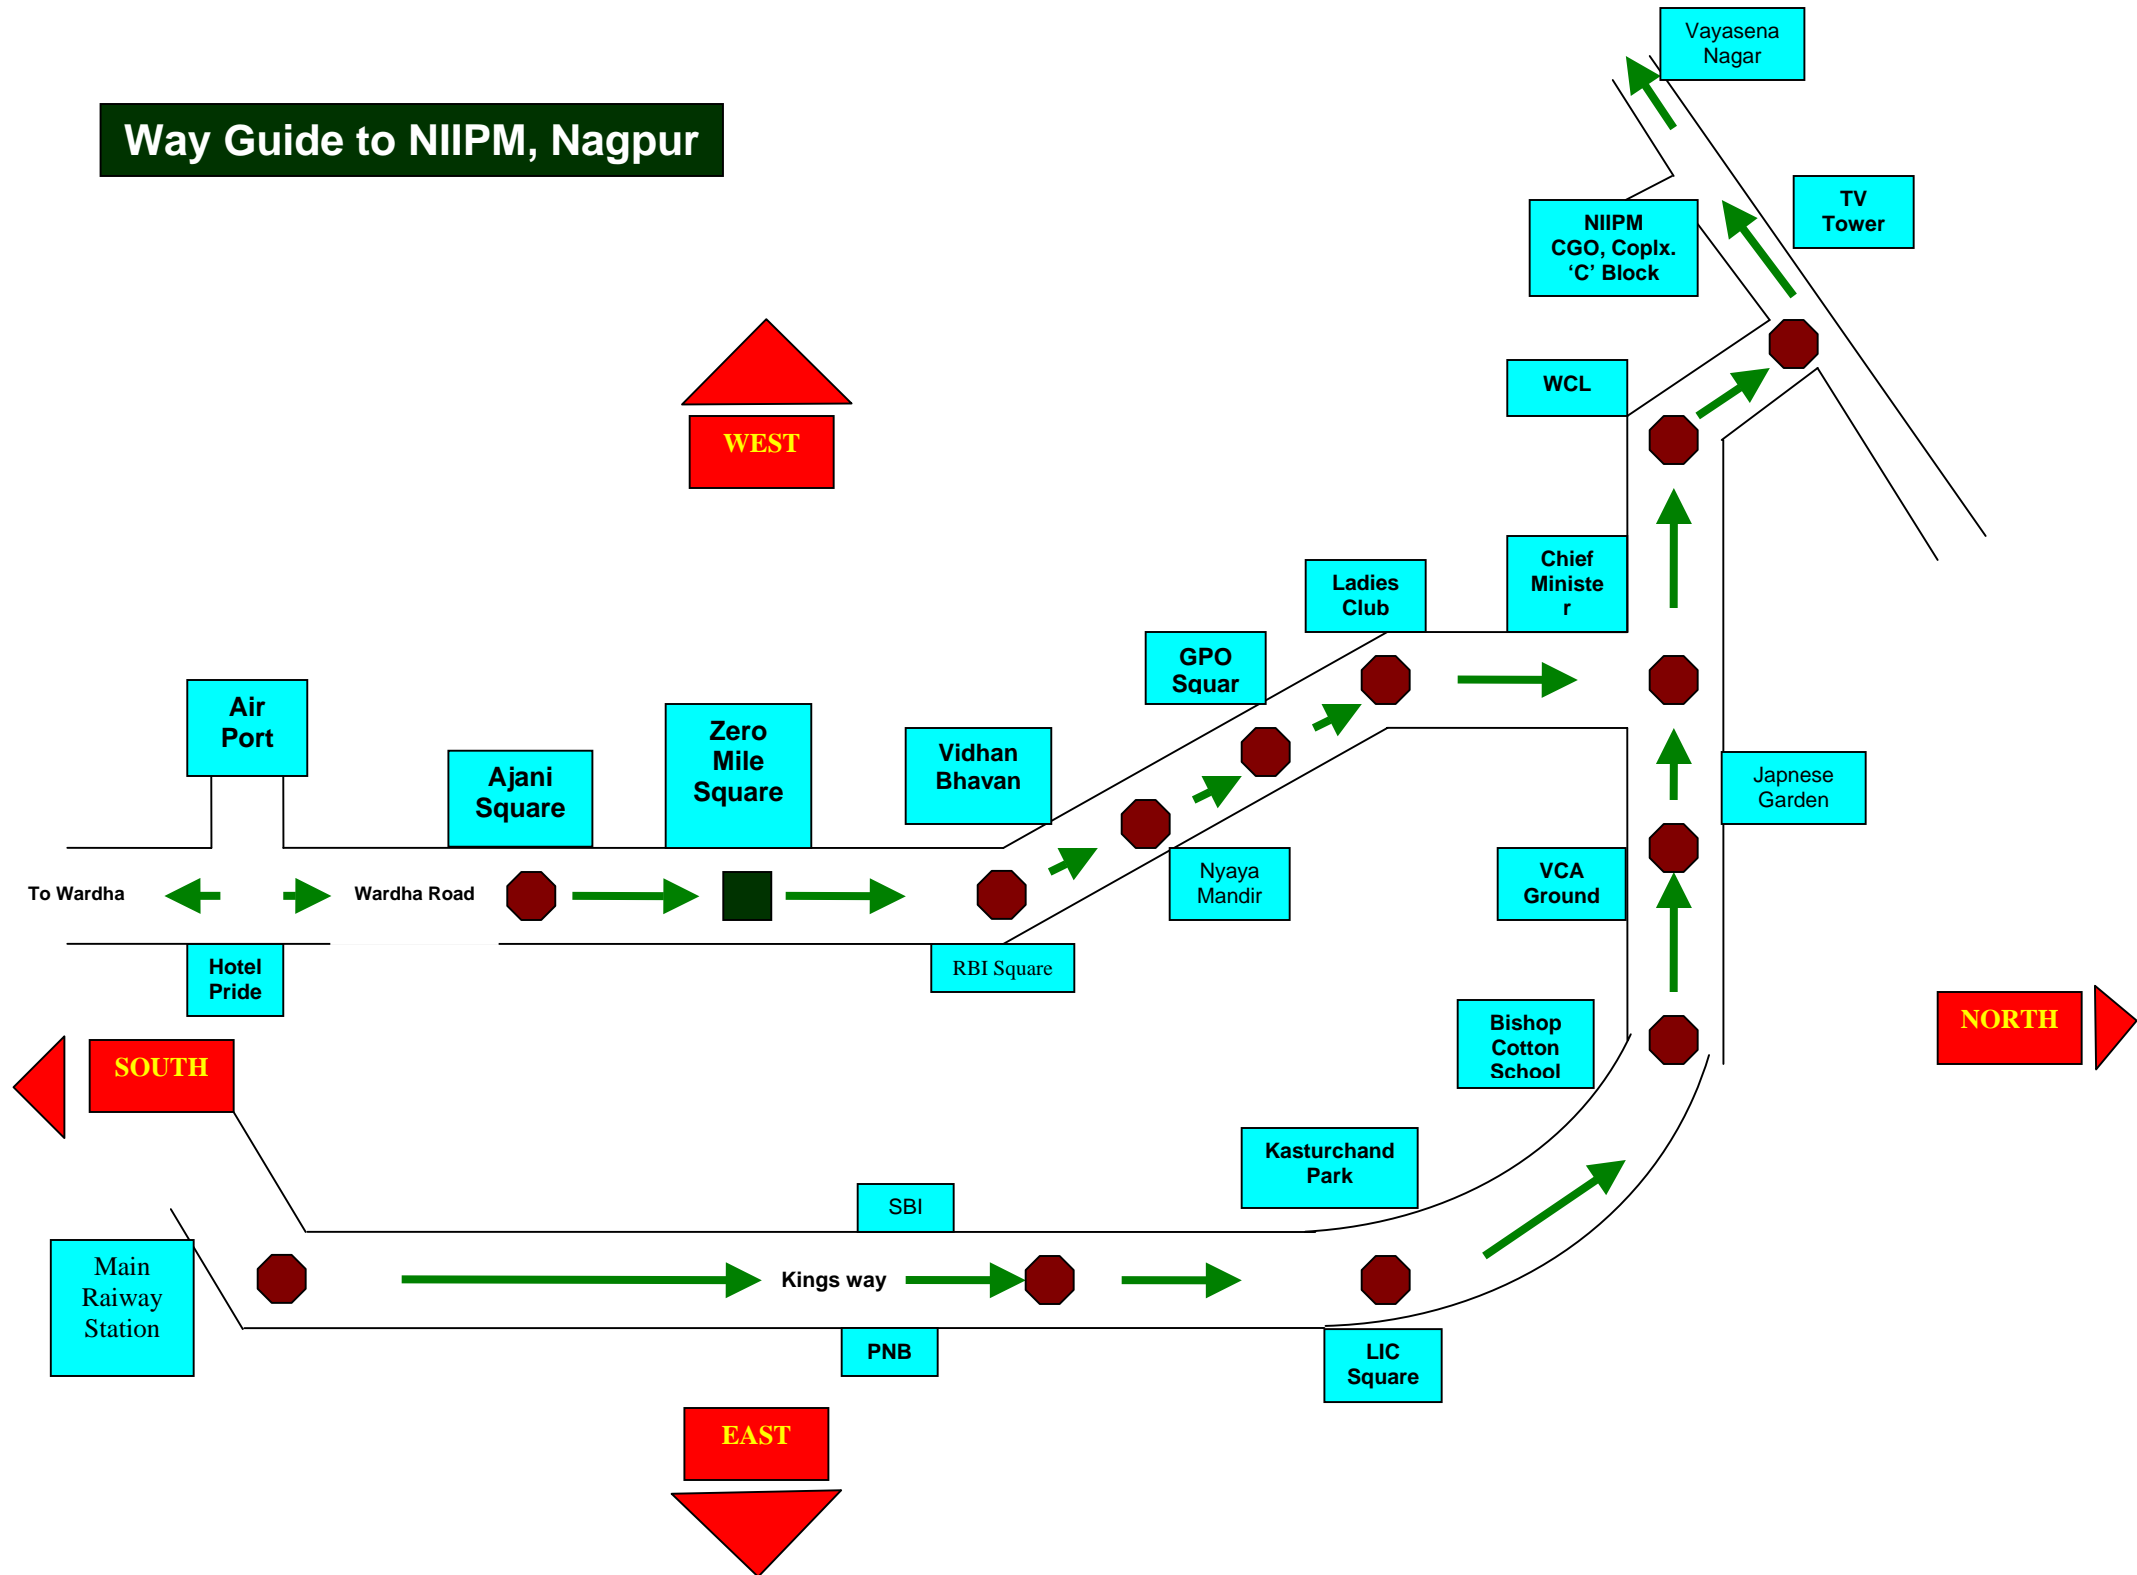 Vayasena
Nagar
Way Guide to NIIPM, Nagpur
TV
Tower
NIIPM
CGO, Coplx.
‘C’ Block
WCL
WEST
Chief
Ministe
r
Ladies
Club
GPO
Squar
Air
Port
Zero
Mile
Square
Vidhan
Bhavan
Ajani
Square
Japnese
Garden
To Wardha
Wardha Road
Nyaya
Mandir
VCA
Ground
Hotel
Pride
RBI Square
Bishop
Cotton
School
NORTH
SOUTH
Kasturchand
Park
SBI
Main
Raiway
Station
Kings way
PNB
LIC
Square
EAST